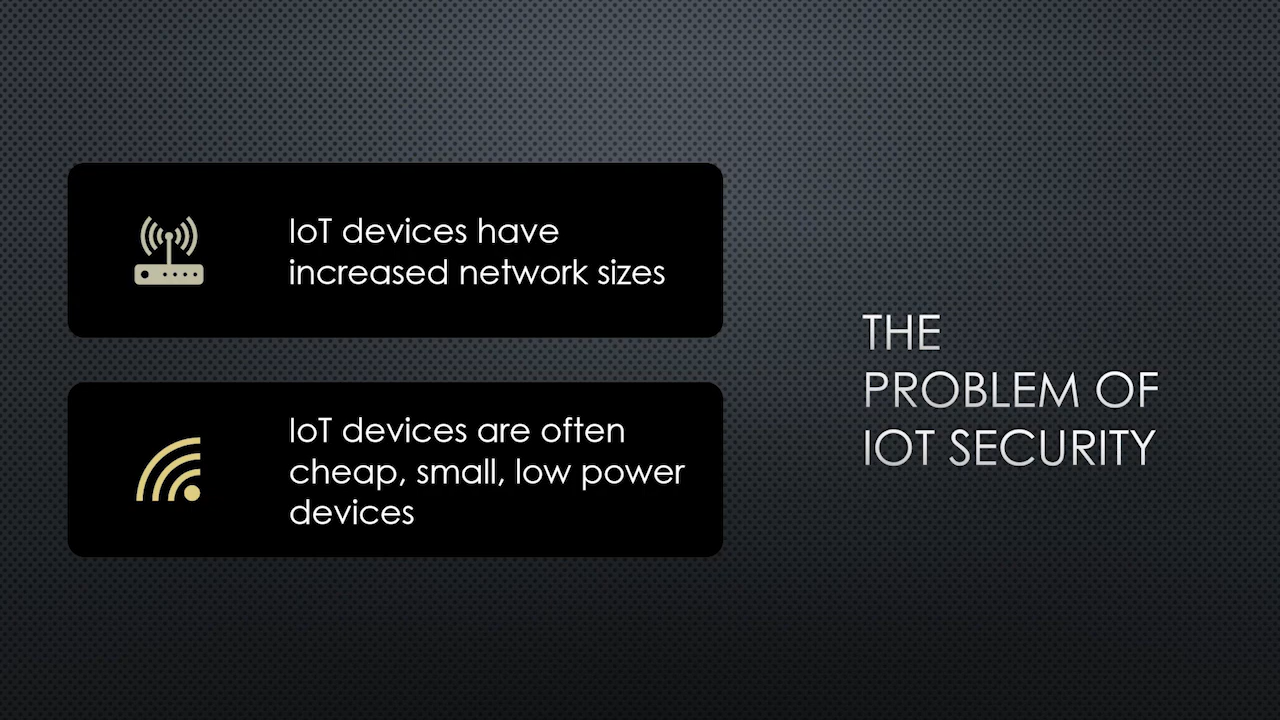 IoT devices have
increased network sizes
IoT devices are often
cheap, small, low power
devices
THE
PROBLEM OF
IOT SECURITY